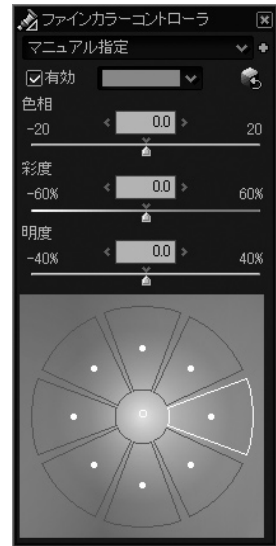 ファインカラーコントローラ
マニュアル指定
有効
色相
-20 0.0 20
彩度
-60% 0.0 60%
明度
-40% 0.0 40%